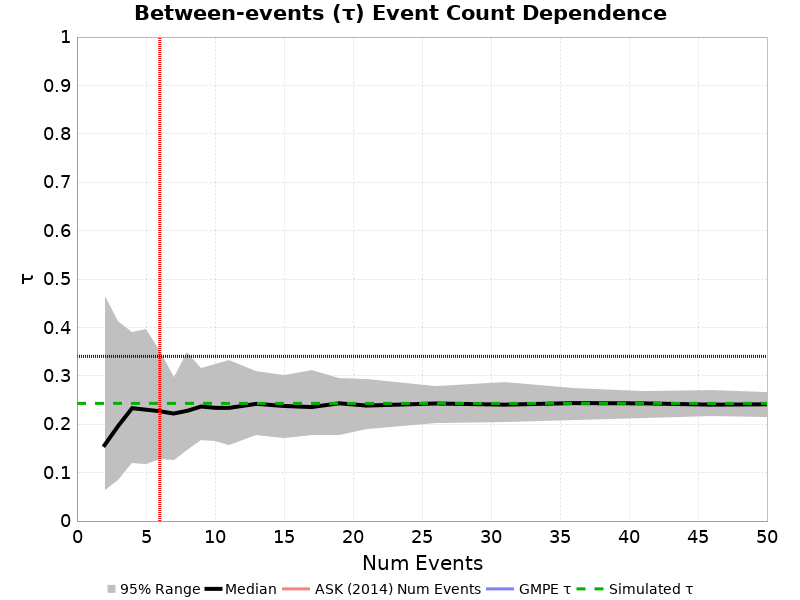 Between-events (τ) Event Count Dependence
1
0.9
0.8
0.7
0.6
0.5
0.4
0.3
0.2
0.1
0
τ
0 5 10 15 20 25 30 35 40 45 50
Num Events
95% Range Median ASK (2014) Num Events GMPE τ Simulated τ